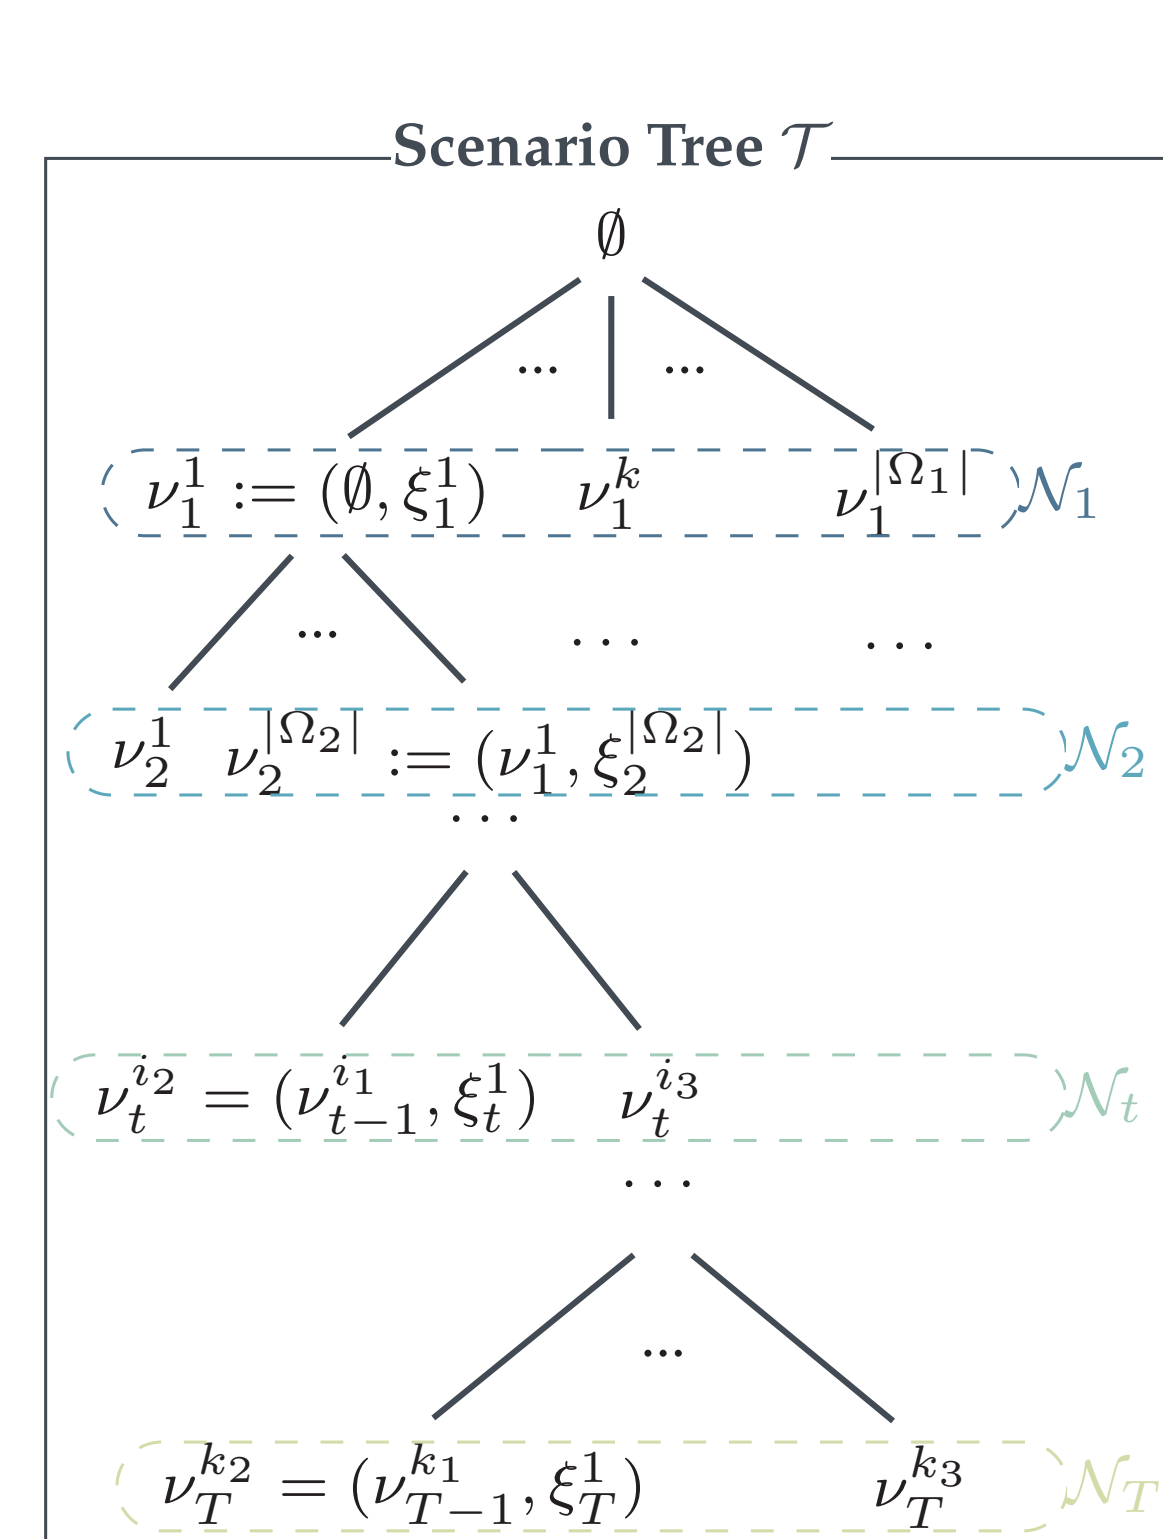 Scenario Tree 𝒯
∅
... ...
ν_1^1 := (∅, ξ_1^1) ν_1^k ν_1^{|Ω_1|} 𝒩_1
... ... ...
ν_2^1 ν_2^{|Ω_2|} := (ν_1^1, ξ_2^{|Ω_2|}) 𝒩_2
...
ν_t^{i_2} = (ν_{t-1}^{i_1}, ξ_t^1) ν_t^{i_3} 𝒩_t
...
...
ν_T^{k_2} = (ν_{T-1}^{k_1}, ξ_T^1) ν_T^{k_3} 𝒩_T